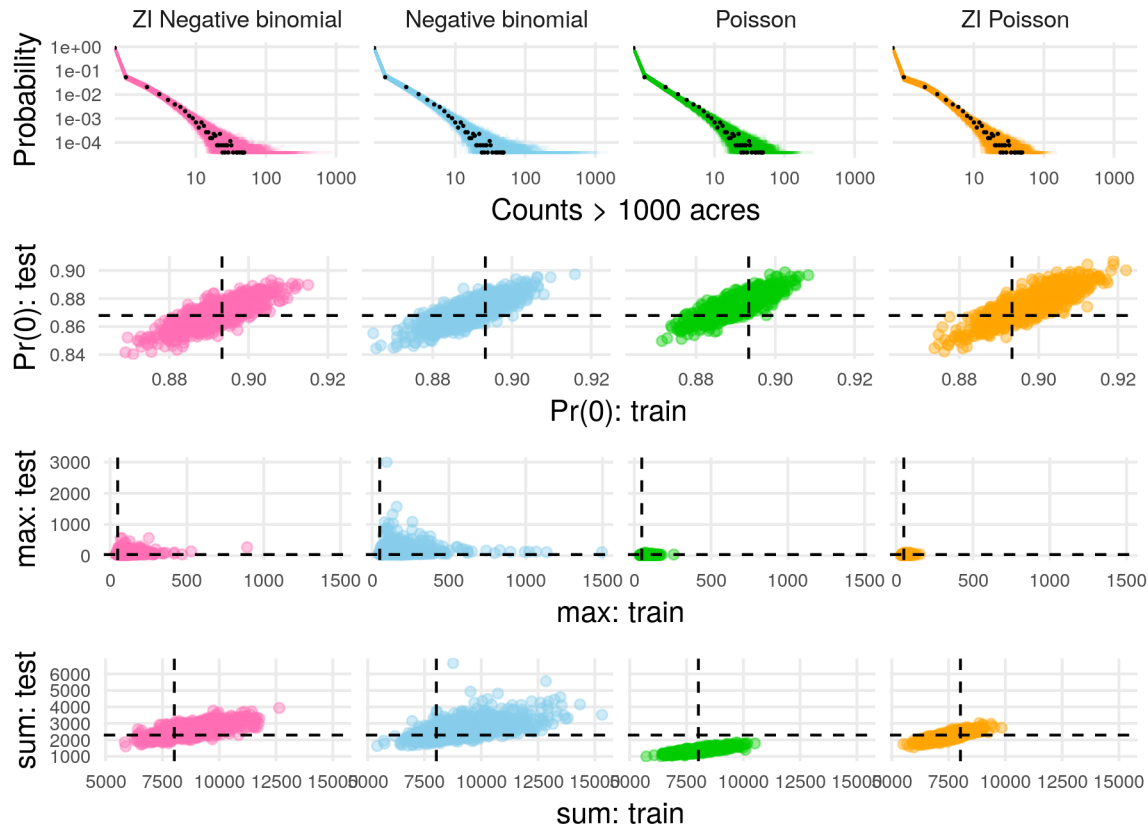 ZI Negative binomial Negative binomial Poisson ZI Poisson
Probability
1e+00
1e-01
1e-02
1e-03
1e-04
10 100 1000 10 100 1000 10 100 1000 10 100 1000
Counts > 1000 acres
Pr(0): test
0.90
0.88
0.86
0.84
0.88 0.90 0.92 0.88 0.90 0.92 0.88 0.90 0.92 0.88 0.90 0.92
Pr(0): train
max: test
3000
2000
1000
0
0 500 1000 1500 0 500 1000 1500 0 500 1000 1500 0 500 1000 1500
max: train
sum: test
6000
5000
4000
3000
2000
1000
5000 7500 10000 12500 15000 5000 7500 10000 12500 15000 5000 7500 10000 12500 15000 5000 7500 10000 12500 15000
sum: train